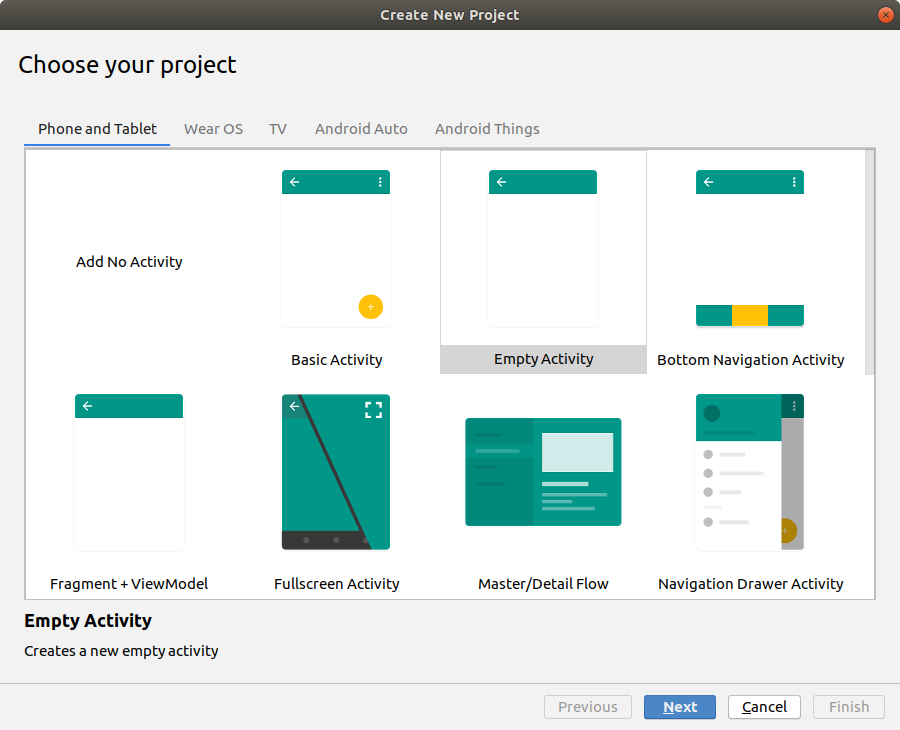 Create New Project
Choose your project
Phone and Tablet Wear OS TV Android Auto Android Things
Add No Activity
Basic Activity
Empty Activity
Bottom Navigation Activity
Fragment + ViewModel
Fullscreen Activity
Master/Detail Flow
Navigation Drawer Activity
Empty Activity
Creates a new empty activity
Previous Next Cancel Finish